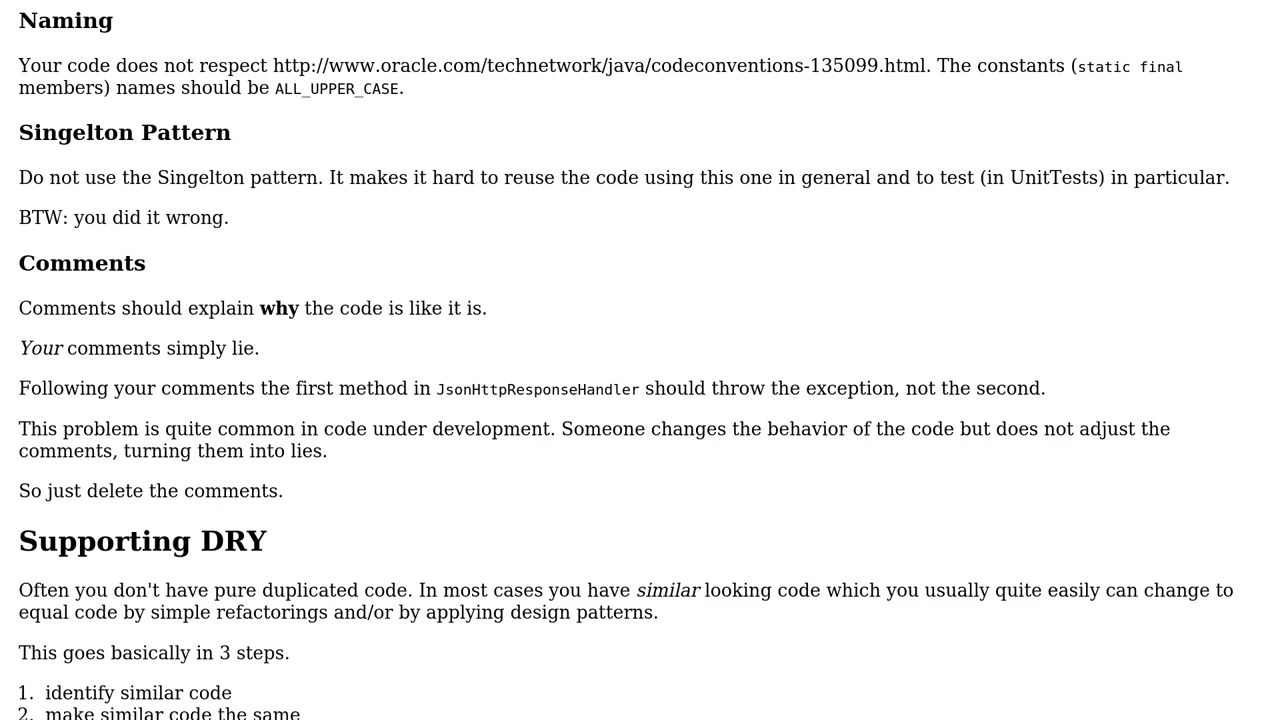 Naming
Your code does not respect http://www.oracle.com/technetwork/java/codeconventions-135099.html. The constants (static final
members) names should be ALL_UPPER_CASE.
Singelton Pattern
Do not use the Singelton pattern. It makes it hard to reuse the code using this one in general and to test (in UnitTests) in particular.
BTW: you did it wrong.
Comments
Comments should explain why the code is like it is.
Your comments simply lie.
Following your comments the first method in JsonHttpResponseHandler should throw the exception, not the second.
This problem is quite common in code under development. Someone changes the behavior of the code but does not adjust the
comments, turning them into lies.
So just delete the comments.
Supporting DRY
Often you don't have pure duplicated code. In most cases you have similar looking code which you usually quite easily can change to
equal code by simple refactorings and/or by applying design patterns.
This goes basically in 3 steps.
1. identify similar code
2. make similar code the same